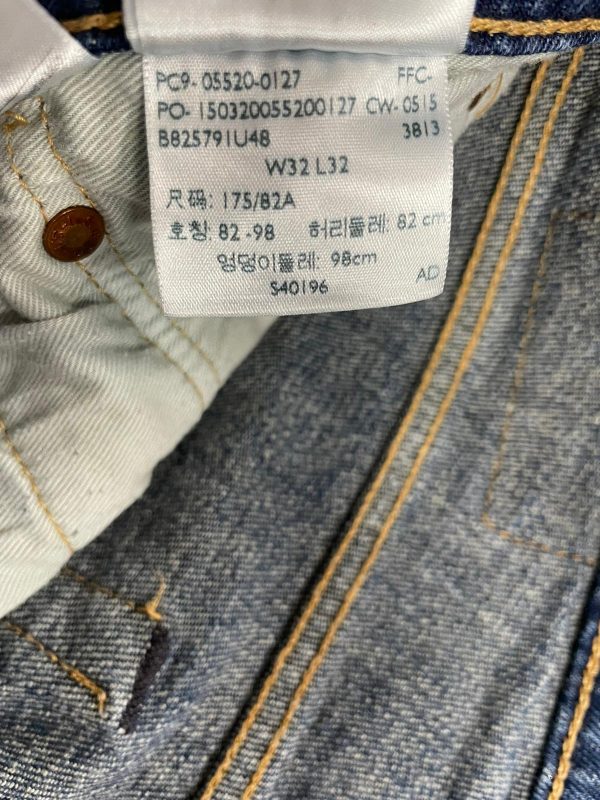 PC9- 05520-0127 FFC-
PO- 150320055200127 CW- 0515
B825791U48 3813
W32 L32
尺码: 175/82A
호칭: 82 -98 허리둘레: 82 cm
엉덩이둘레: 98cm
S40196 AD